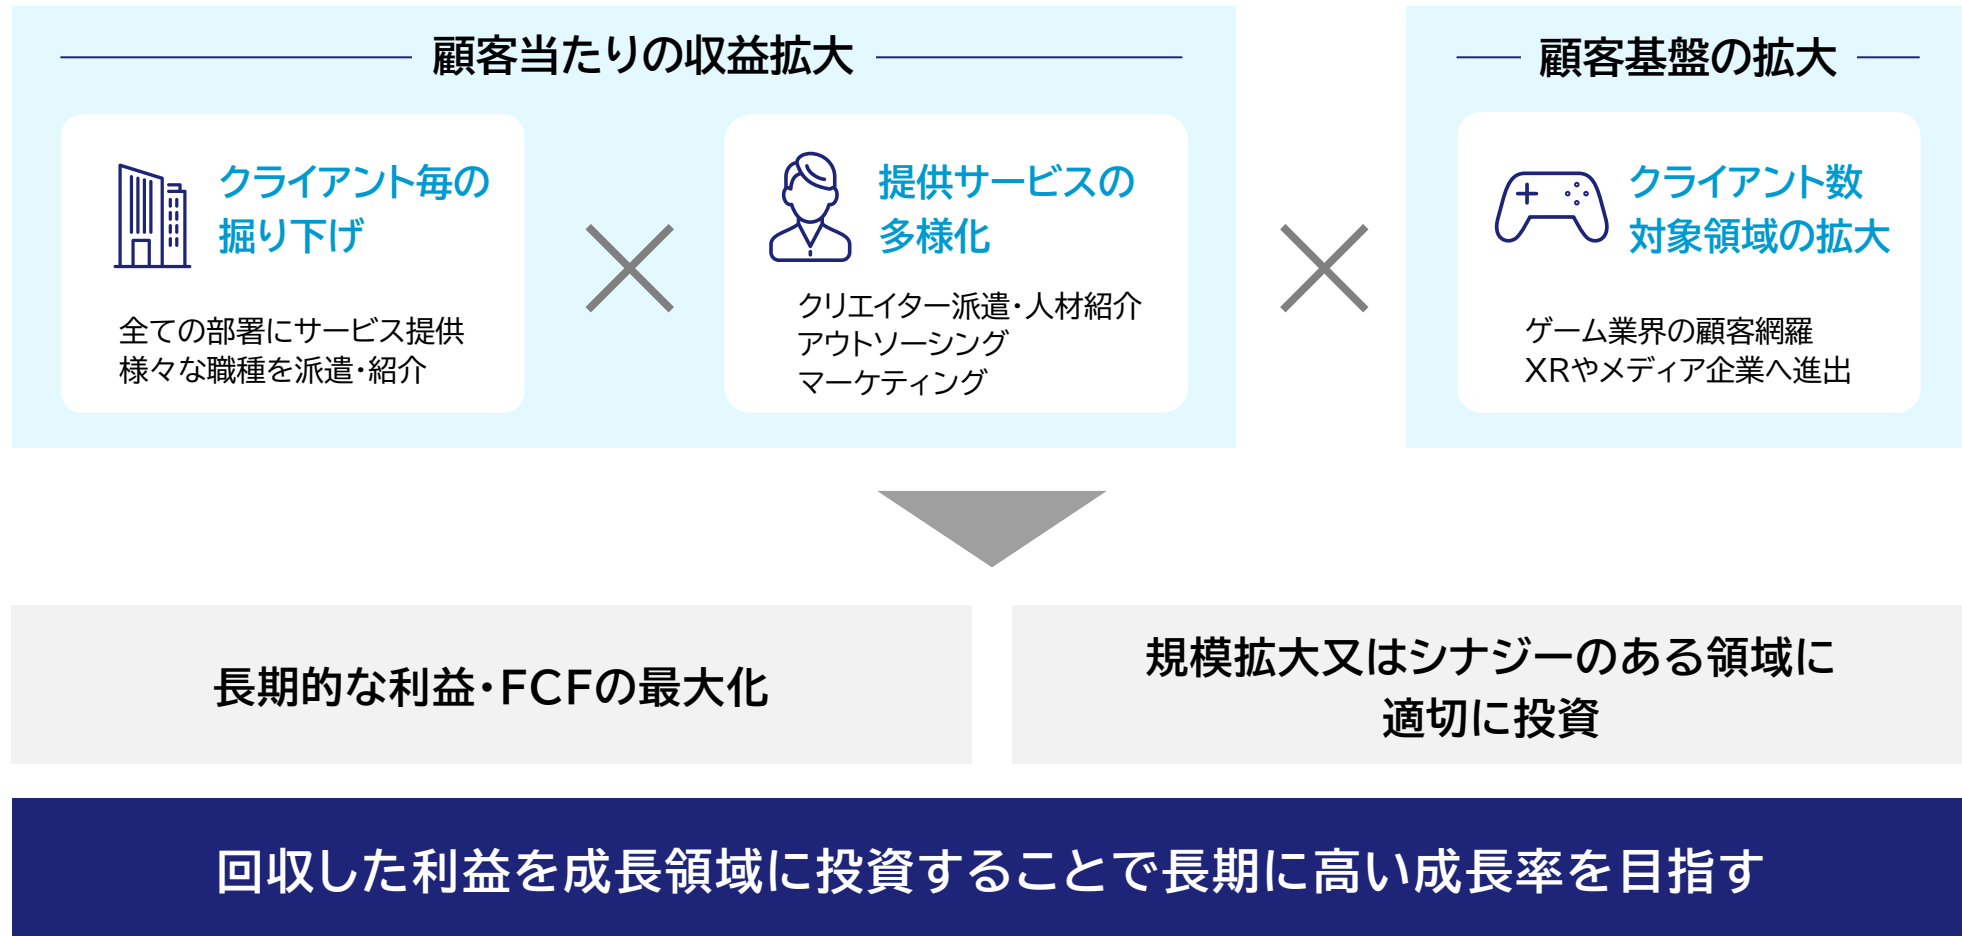 顧客当たりの収益拡大
クライアント毎の
掘り下げ
全ての部署にサービス提供
様々な職種を派遣・紹介
提供サービスの
多様化
クリエイター派遣・人材紹介
アウトソーシング
マーケティング
顧客基盤の拡大
クライアント数
対象領域の拡大
ゲーム業界の顧客網羅
XRやメディア企業へ進出
長期的な利益・FCFの最大化
規模拡大又はシナジーのある領域に
適切に投資
回収した利益を成長領域に投資することで長期に高い成長率を目指す